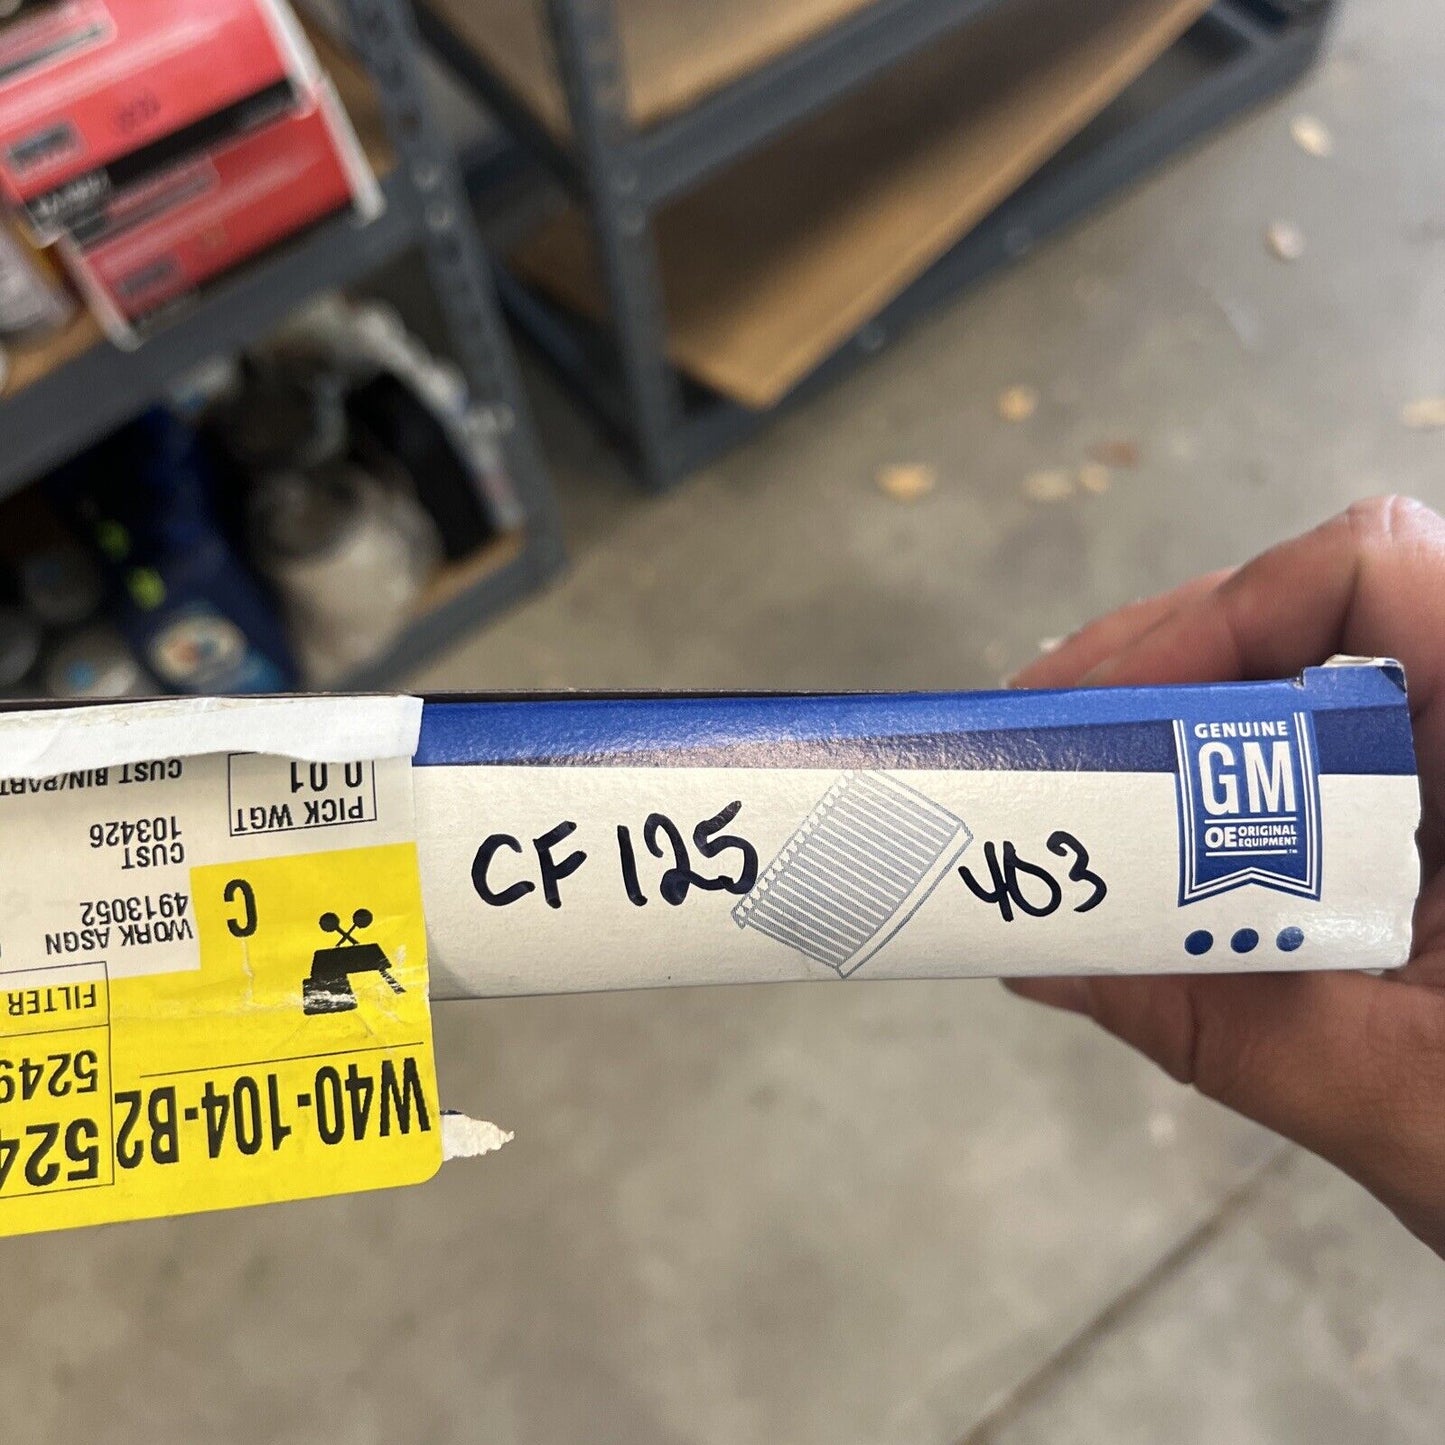 CF 125 403
GENUINE
GM
OE ORIGINAL EQUIPMENT ™
W40-104-B2
C
PICK WGT
0.01
FILTER
WORK ASGN
4913052
CUST
103426
CUST BIN/PART